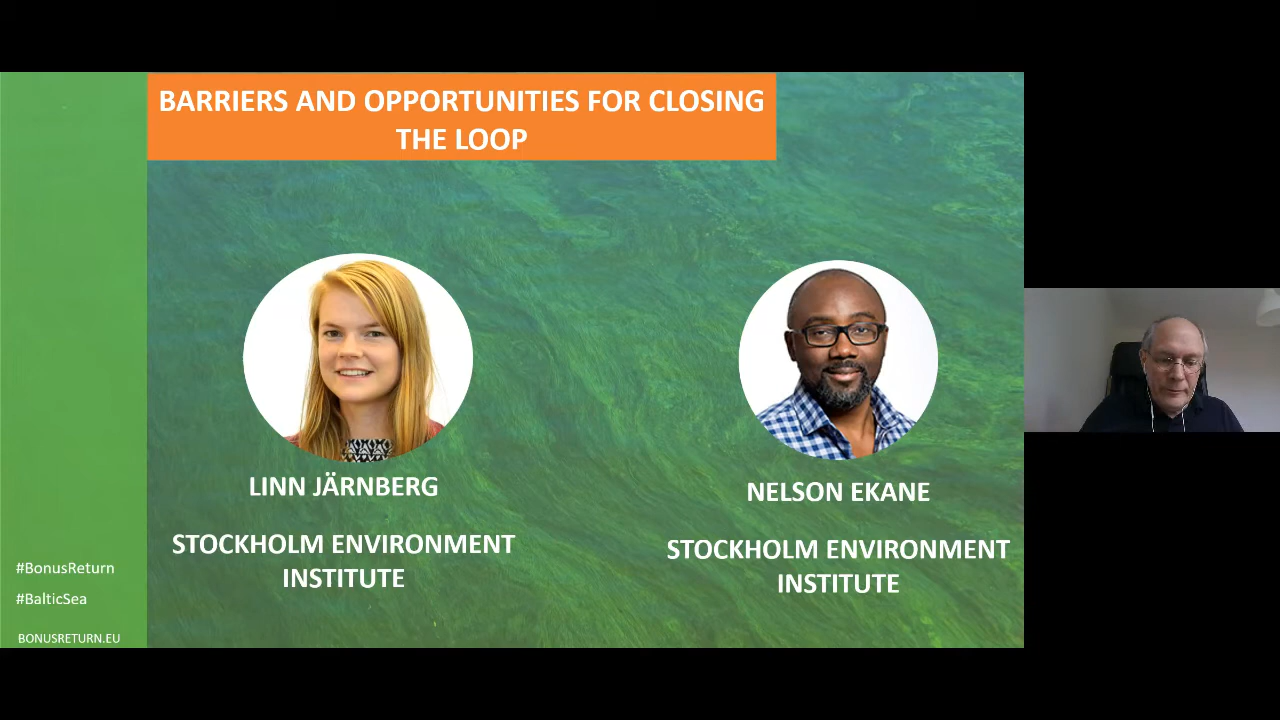 BARRIERS AND OPPORTUNITIES FOR CLOSING
THE LOOP
LINN JÄRNBERG
STOCKHOLM ENVIRONMENT
INSTITUTE
NELSON EKANE
STOCKHOLM ENVIRONMENT
INSTITUTE
#BonusReturn
#BalticSea
BONUSRETURN.EU